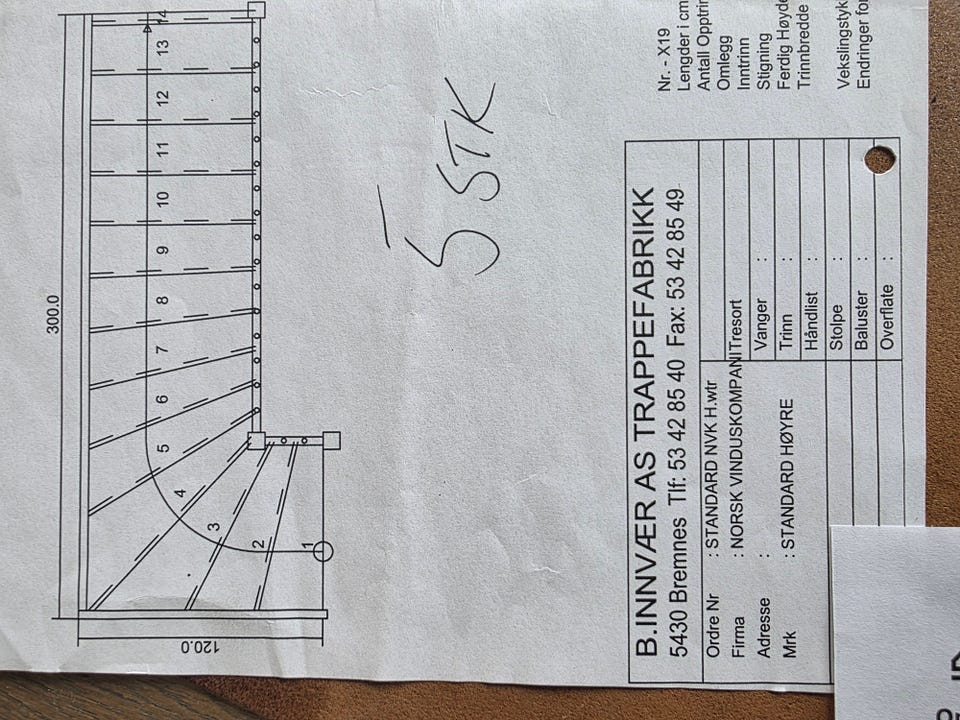 300.0
14
13
12
11
10
9
8
7
6
5
4
3
2
1
120.0
5 STK
Nr. - X19
Lengder i cm
Antall Opptrin
Omlegg
Inntrinn
Stigning
Ferdig Høyde
Trinnbredde
Vekslingstyk
Endringer for
B.INNVÆR AS TRAPPEFABRIKK
5430 Bremnes Tlf: 53 42 85 40 Fax: 53 42 85 49
Ordre Nr : STANDARD NVK H.wtr
Firma : NORSK VINDUSKOMPANI
Adresse :
Mrk : STANDARD HØYRE
Tresort
Vanger :
Trinn :
Håndlist :
Stolpe :
Baluster :
Overflate :